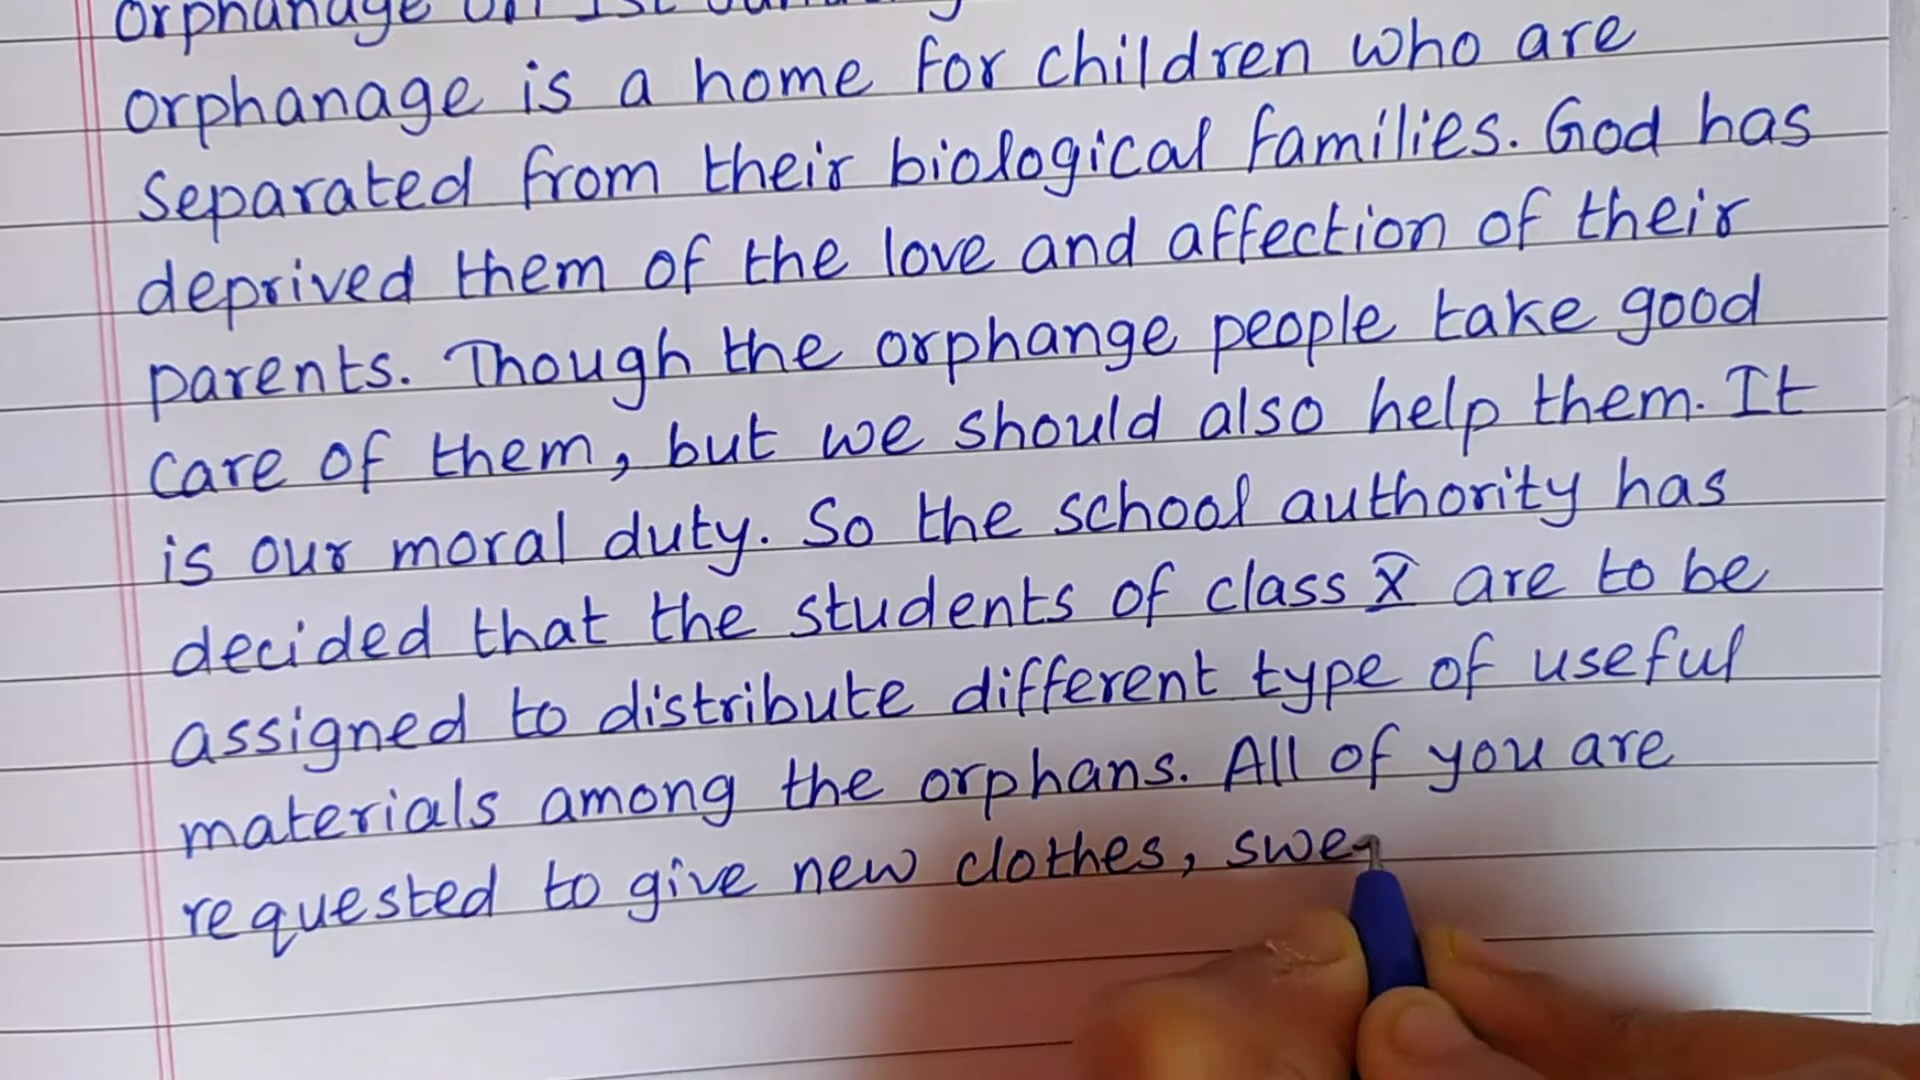 orphanage on 1st
orphanage is a home for children who are
separated from their biological families. God has
deprived them of the love and affection of their
parents. Though the orphange people take good
care of them, but we should also help them. It
is our moral duty. So the school authority has
decided that the students of class X are to be
assigned to distribute different type of useful
materials among the orphans. All of you are
requested to give new clothes, swe